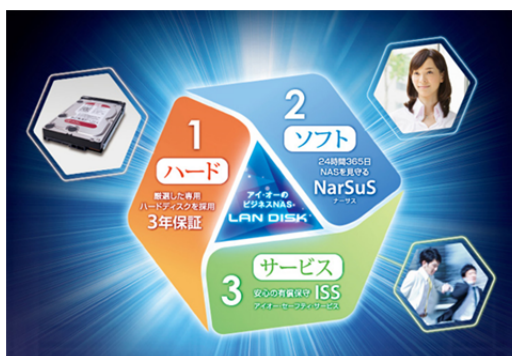 1
ハード
厳選した専用
ハードディスクを採用
3年保証
2
ソフト
24時間365日
NASを見守る
NarSuS
ナーサス
アイ・オーの
ビジネスNAS
LAN DISK
3
サービス
安心の有償保守 ISS
アイオー・セーフティ・サービス